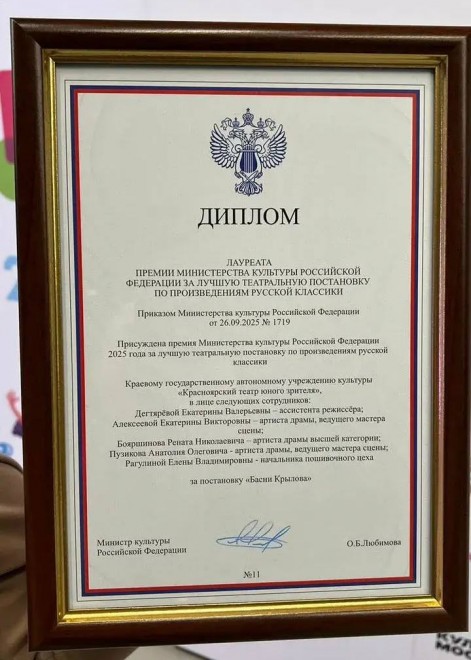 ДИПЛОМ
ЛАУРЕАТА
ПРЕМИИ МИНИСТЕРСТВА КУЛЬТУРЫ РОССИЙСКОЙ
ФЕДЕРАЦИИ ЗА ЛУЧШУЮ ТЕАТРАЛЬНУЮ ПОСТАНОВКУ
ПО ПРОИЗВЕДЕНИЯМ РУССКОЙ КЛАССИКИ
Приказом Министерства культуры Российской Федерации
от 26.09.2025 № 1719
Присуждена премия Министерства культуры Российской Федерации
2025 года за лучшую театральную постановку по произведениям русской
классики
Краевому государственному автономному учреждению культуры
«Красноярский театр юного зрителя»,
в лице следующих сотрудников:
Дегтярёвой Екатерины Валерьевны – ассистента режиссёра;
Алексеевой Екатерины Викторовны – артиста драмы, ведущего мастера
сцены;
Бояршинова Рената Николаевича – артиста драмы высшей категории;
Пузикова Анатолия Олеговича - артиста драмы, ведущего мастера сцены;
Рагулиной Елены Владимировны - начальника пошивочного цеха
за постановку «Басни Крылова»
Министр культуры
Российской Федерации
О.Б.Любимова
№11